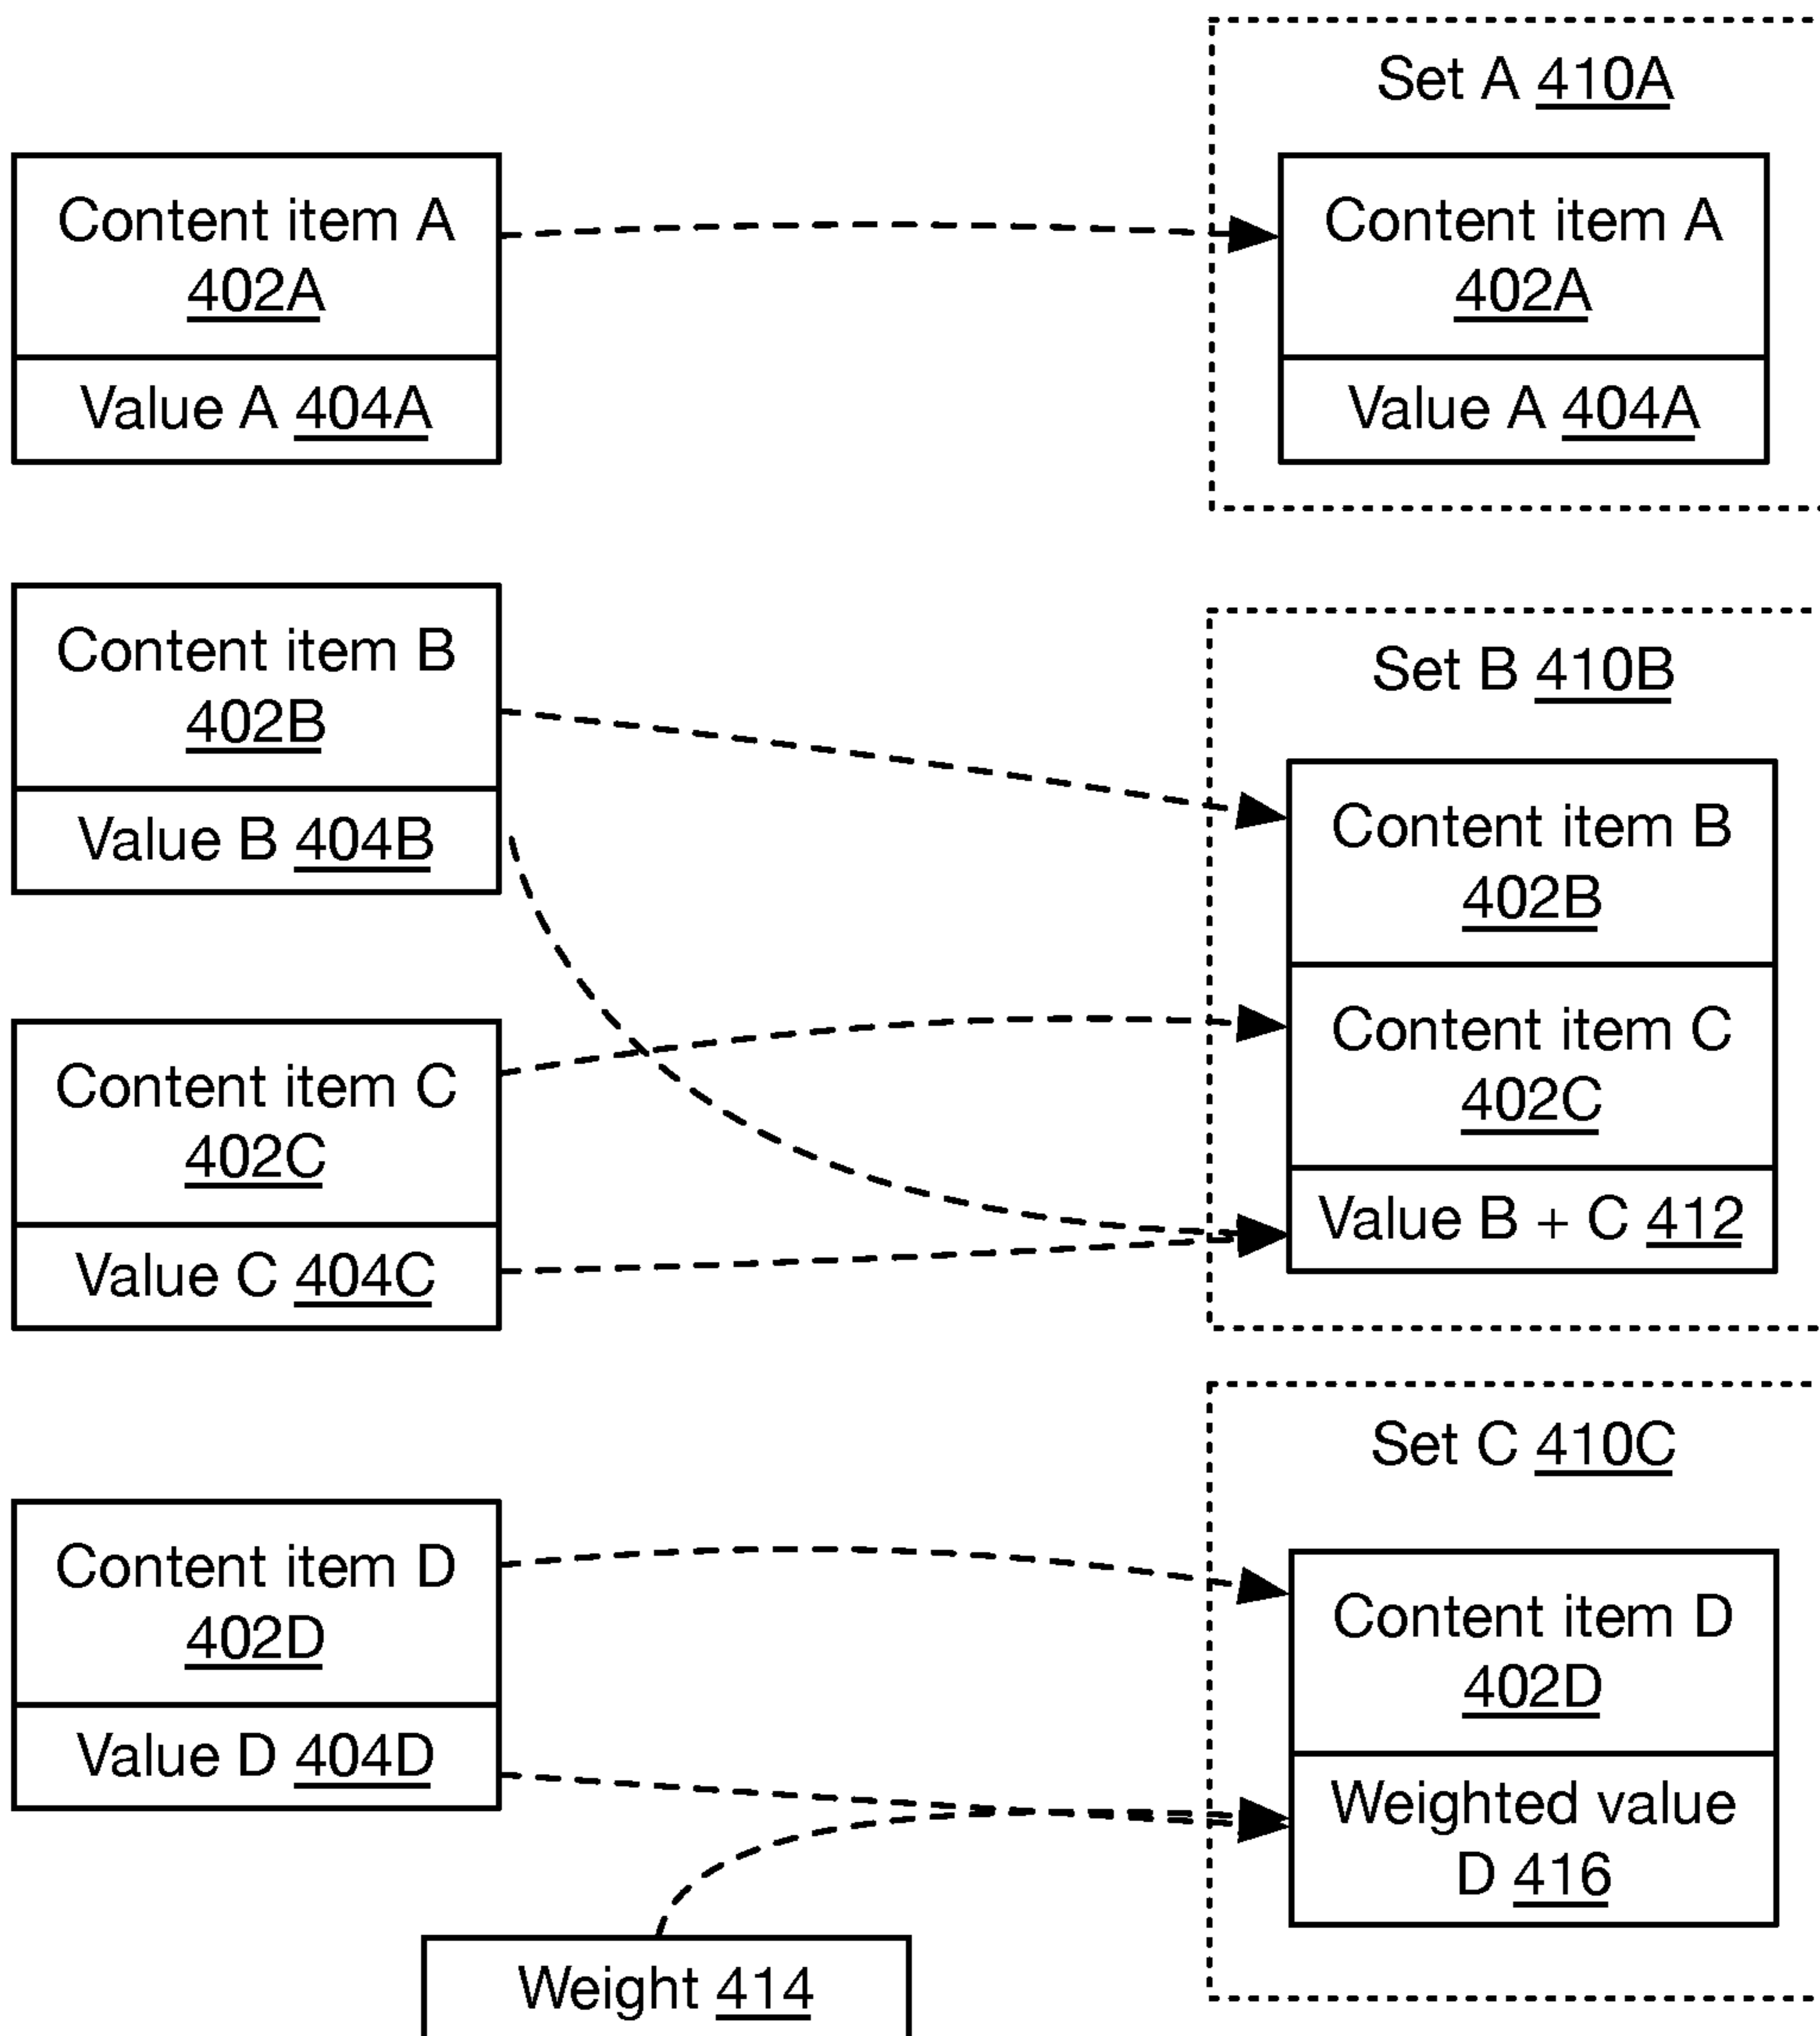 Set A 410A
Content item A
402A
Value A 404A
Content item A
402A
Value A 404A
Content item B
402B
Value B 404B
Set B 410B
Content item B
402B
Content item C
402C
Value B + C 412
Content item C
402C
Value C 404C
Set C 410C
Content item D
402D
Value D 404D
Content item D
402D
Weighted value
D 416
Weight 414